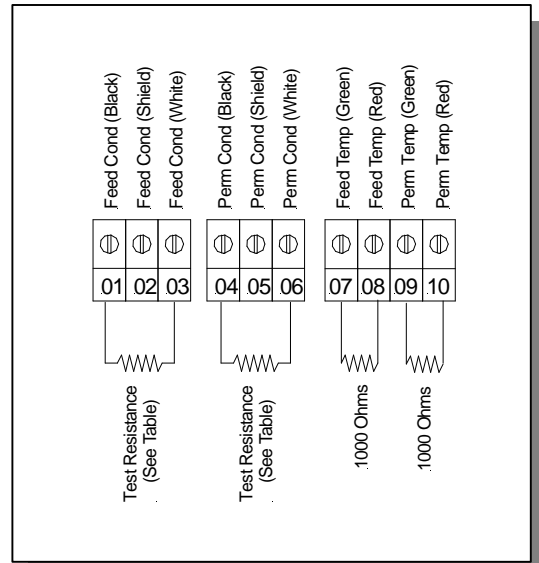 Feed Cond (Black)
Feed Cond (Shield)
Feed Cond (White)
Perm Cond (Black)
Perm Cond (Shield)
Perm Cond (White)
Feed Temp (Green)
Feed Temp (Red)
Perm Temp (Green)
Perm Temp (Red)
01 02 03 04 05 06 07 08 09 10
Test Resistance
(See Table)
Test Resistance
(See Table)
1000 Ohms
1000 Ohms